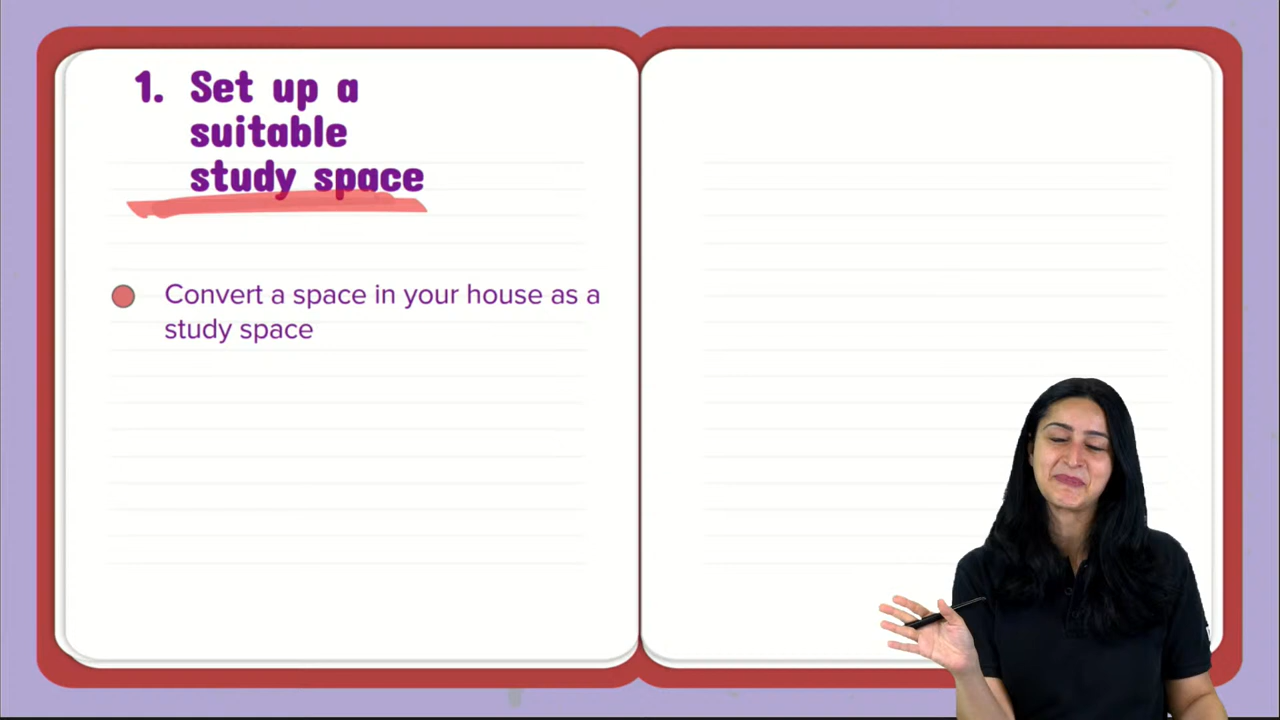 1. Set up a
suitable
study space
Convert a space in your house as a
study space